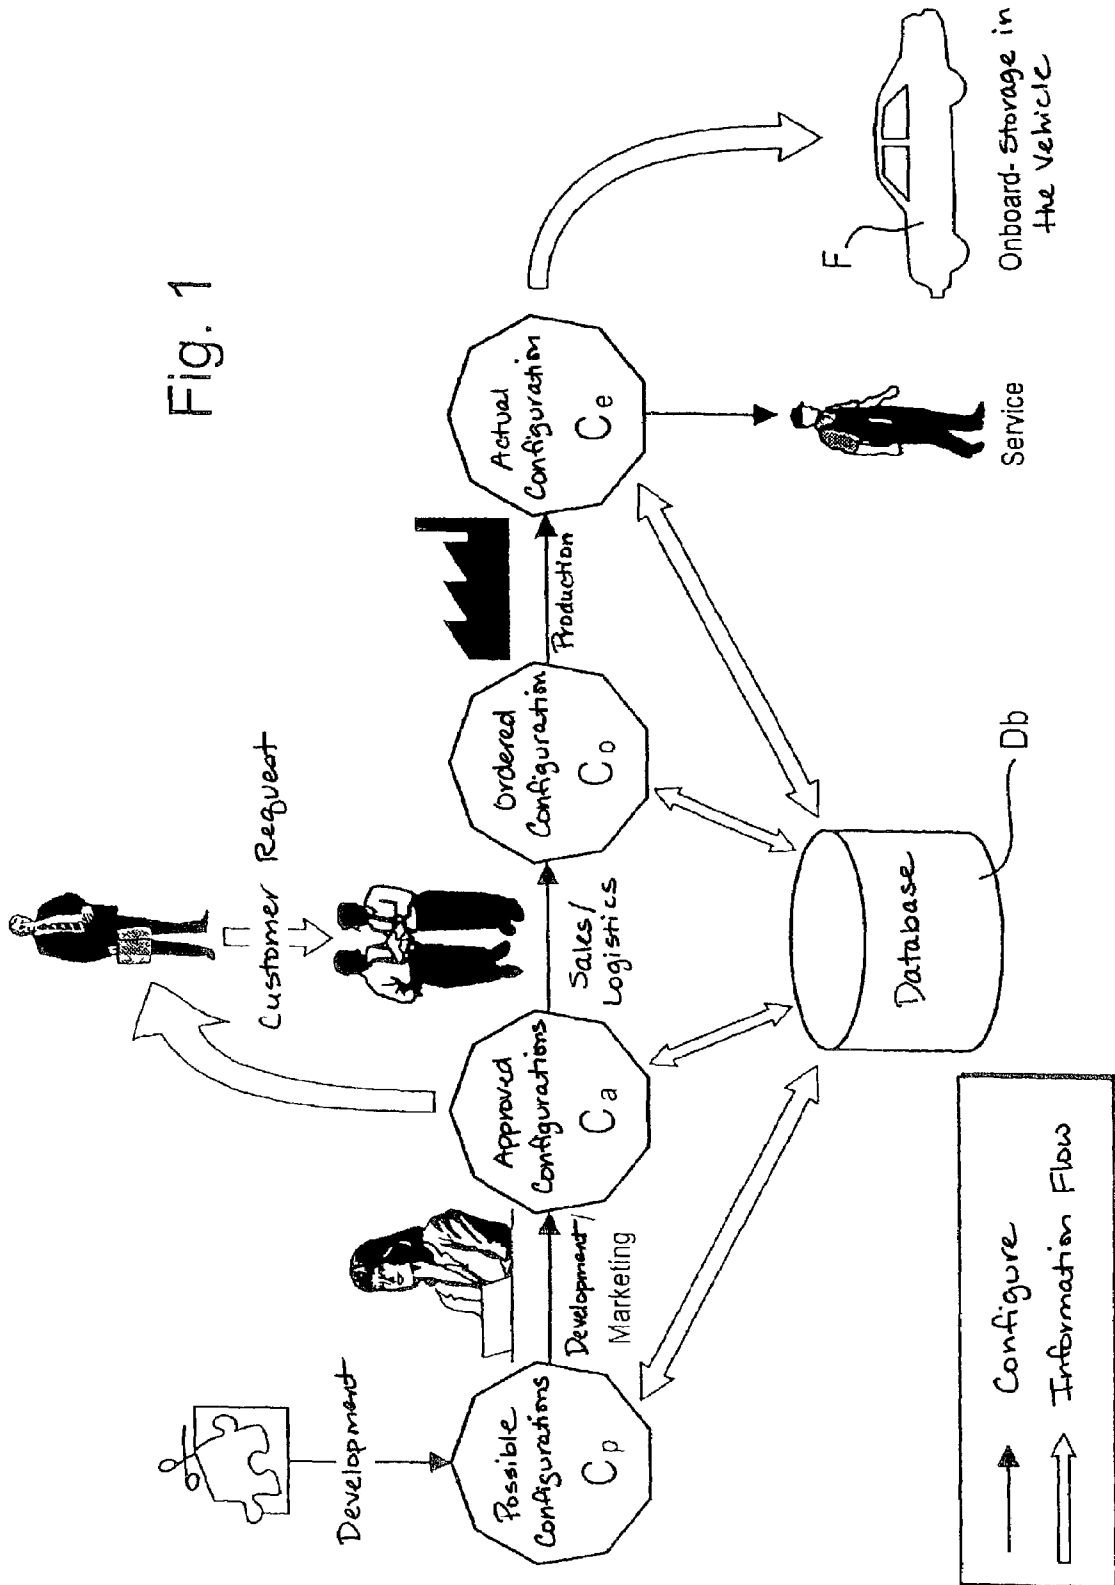 Fig. 1
Customer Request
Development
Possible
Configurations
Cp
Development/
Marketing
Approved
Configurations
Ca
Sales/
Logistics
Ordered
Configuration
Co
Production
Actual
Configuration
Ce
Service
F
Onboard-Storage in
the Vehicle
Database
Db
Configure
Information Flow